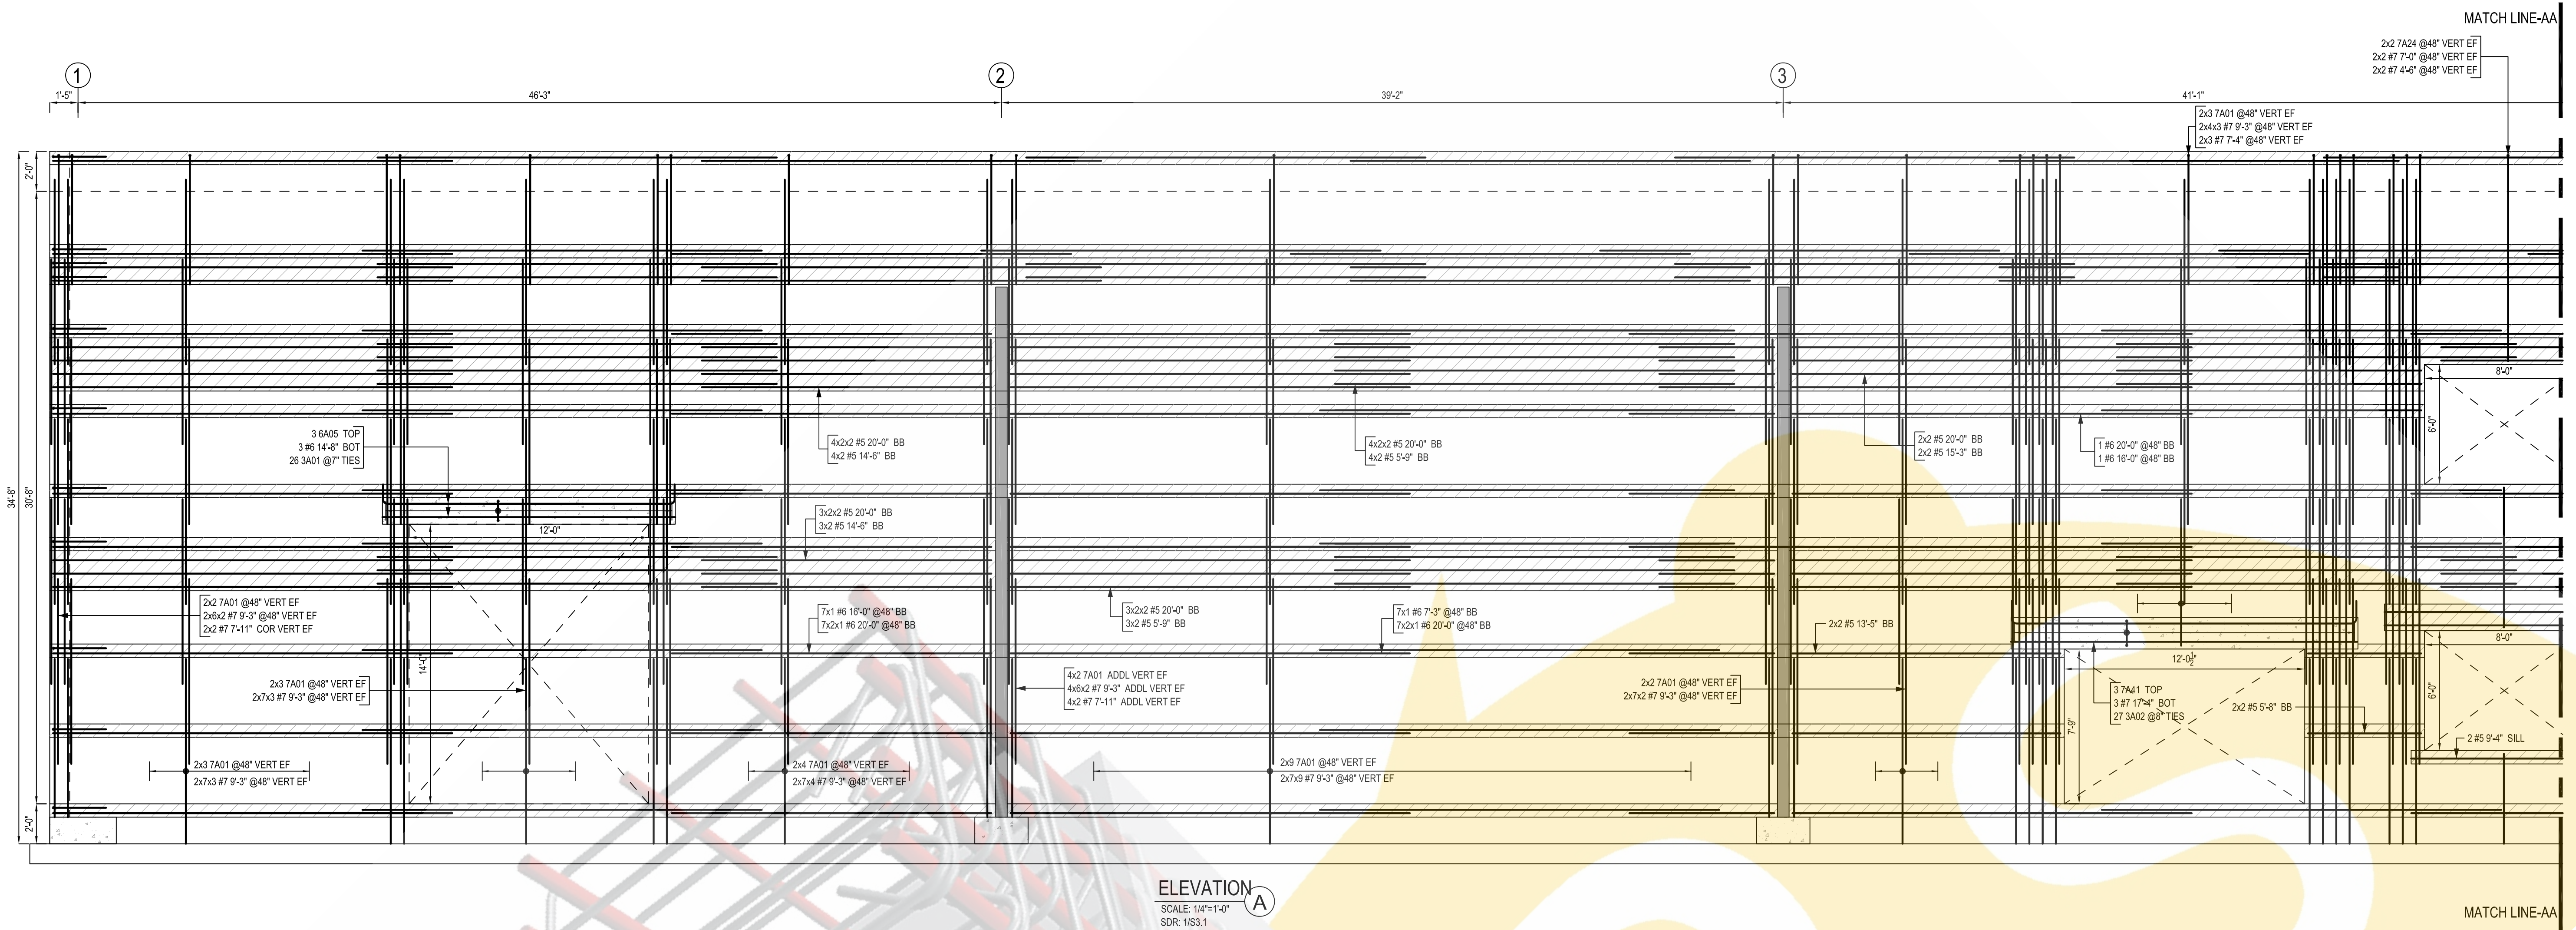 MATCH LINE-AA
2x2 7A24 @48" VERT EF
2x2 #7 7'-0" @48" VERT EF
2x2 #7 4'-6" @48" VERT EF
1
2
3
1'-5"
46'-3"
39'-2"
41'-1"
2x3 7A01 @48" VERT EF
2x4x3 #7 9'-3" @48" VERT EF
2x3 #7 7'-4" @48" VERT EF
2'-0"
34'-8"
30'-8"
2'-0"
8'-0"
6'-0"
3 6A05 TOP
3 #6 14'-8" BOT
26 3A01 @7" TIES
4x2x2 #5 20'-0" BB
4x2 #5 14'-6" BB
4x2x2 #5 20'-0" BB
4x2 #5 5'-9" BB
2x2 #5 20'-0" BB
2x2 #5 15'-3" BB
1 #6 20'-0" @48" BB
1 #6 16'-0" @48" BB
12'-0"
3x2x2 #5 20'-0" BB
3x2 #5 14'-6" BB
2x2 7A01 @48" VERT EF
2x6x2 #7 9'-3" @48" VERT EF
2x2 #7 7'-11" COR VERT EF
7x1 #6 16'-0" @48" BB
7x2x1 #6 20'-0" @48" BB
3x2x2 #5 20'-0" BB
3x2 #5 5'-9" BB
7x1 #6 7'-3" @48" BB
7x2x1 #6 20'-0" @48" BB
2x2 #5 13'-5" BB
8'-0"
14'-0"
12'-0½"
2x3 7A01 @48" VERT EF
2x7x3 #7 9'-3" @48" VERT EF
4x2 7A01 ADDL VERT EF
4x6x2 #7 9'-3" ADDL VERT EF
4x2 #7 7'-11" ADDL VERT EF
2x2 7A01 @48" VERT EF
2x7x2 #7 9'-3" @48" VERT EF
3 7A41 TOP
3 #7 17'-4" BOT
27 3A02 @8" TIES
7'-9"
6'-0"
2x2 #5 5'-8" BB
2 #5 9'-4" SILL
2x3 7A01 @48" VERT EF
2x7x3 #7 9'-3" @48" VERT EF
2x4 7A01 @48" VERT EF
2x7x4 #7 9'-3" @48" VERT EF
2x9 7A01 @48" VERT EF
2x7x9 #7 9'-3" @48" VERT EF
ELEVATION A
SCALE: 1/4"=1'-0"
SDR: 1/S3.1
MATCH LINE-AA